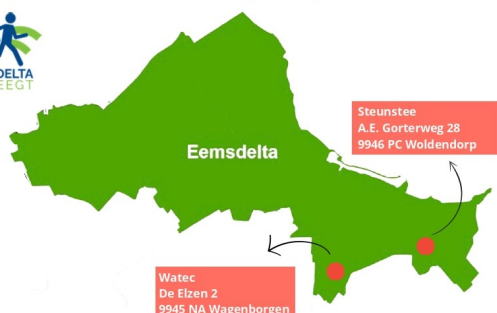 DELTA
EEGT
Steunstee
A.E. Gorterweg 28
9946 PC Woldendorp
Eemsdelta
Watec
De Elzen 2
9945 NA Wagenborgen